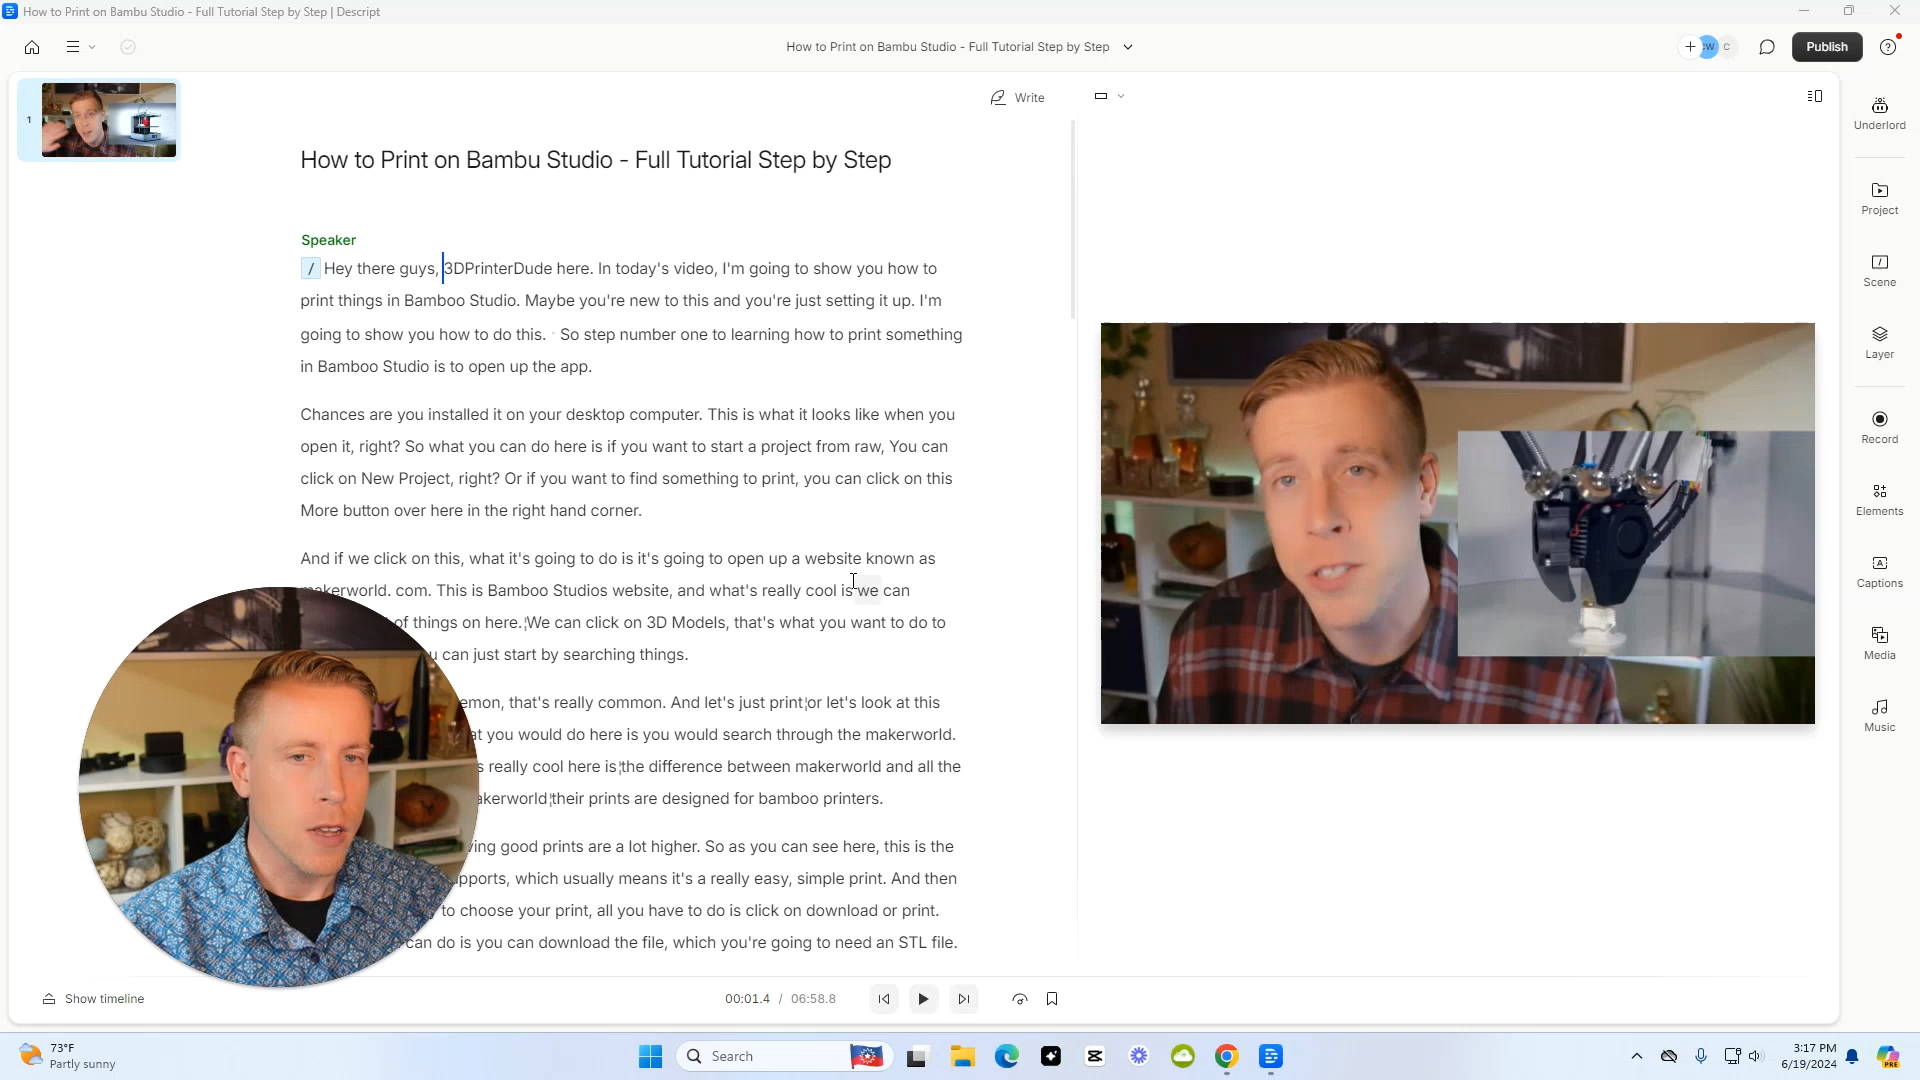 How to Print on Bambu Studio - Full Tutorial Step by Step | Descript
How to Print on Bambu Studio - Full Tutorial Step by Step
CW
C
Publish
1
Write
Underlord
How to Print on Bambu Studio - Full Tutorial Step by Step
Project
Speaker
/ Hey there guys, 3DPrinterDude here. In today's video, I'm going to show you how to
print things in Bamboo Studio. Maybe you're new to this and you're just setting it up. I'm
going to show you how to do this. So step number one to learning how to print something
in Bamboo Studio is to open up the app.
Scene
Layer
Chances are you installed it on your desktop computer. This is what it looks like when you
open it, right? So what you can do here is if you want to start a project from raw, You can
click on New Project, right? Or if you want to find something to print, you can click on this
More button over here in the right hand corner.
Record
Elements
And if we click on this, what it's going to do is it's going to open up a website known as
makerworld. com. This is Bamboo Studios website, and what's really cool is we can
of things on here. We can click on 3D Models, that's what you want to do to
u can just start by searching things.
Captions
Media
emon, that's really common. And let's just print or let's look at this
at you would do here is you would search through the makerworld.
s really cool here is the difference between makerworld and all the
akerworld their prints are designed for bamboo printers.
Music
ving good prints are a lot higher. So as you can see here, this is the
upports, which usually means it's a really easy, simple print. And then
to choose your print, all you have to do is click on download or print.
can do is you can download the file, which you're going to need an STL file.
Show timeline
00:01.4 / 06:58.8
73°F
Partly sunny
Search
3:17 PM
6/19/2024
PRE